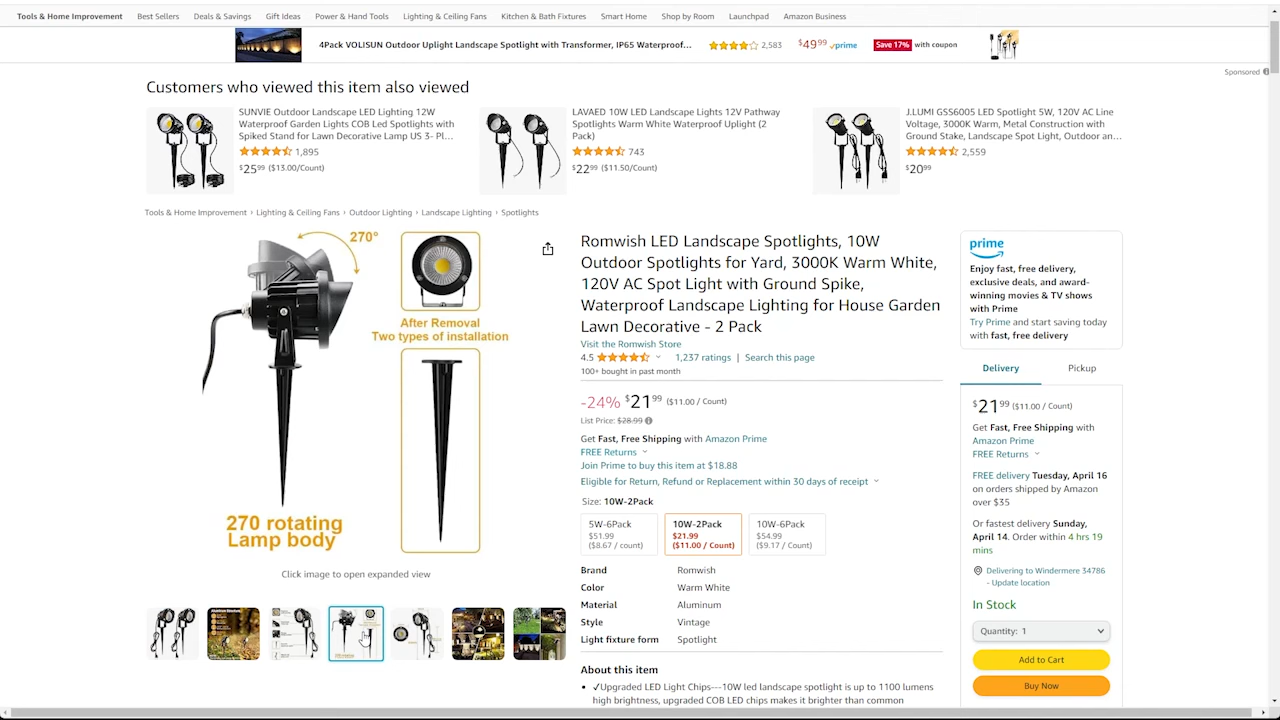 Tools & Home Improvement Best Sellers Deals & Savings Gift Ideas Power & Hand Tools Lighting & Ceiling Fans Kitchen & Bath Fixtures Smart Home Shop by Room Launchpad Amazon Business
4Pack VOLISUN Outdoor Uplight Landscape Spotlight with Transformer, IP65 Waterproof... 2,583 $49.99 prime Save 17% with coupon
Sponsored
Customers who viewed this item also viewed
SUNVIE Outdoor Landscape LED Lighting 12W
Waterproof Garden Lights COB Led Spotlights with
Spiked Stand for Lawn Decorative Lamp US 3- Pl...
1,895
$25.99 ($13.00/Count)
LAVAED 10W LED Landscape Lights 12V Pathway
Spotlights Warm White Waterproof Uplight (2
Pack)
743
$22.99 ($11.50/Count)
J.LUMI GSS6005 LED Spotlight 5W, 120V AC Line
Voltage, 3000K Warm, Metal Construction with
Ground Stake, Landscape Spot Light, Outdoor an...
2,559
$20.99
Tools & Home Improvement › Lighting & Ceiling Fans › Outdoor Lighting › Landscape Lighting › Spotlights
270°
After Removal
Two types of installation
270 rotating
Lamp body
Click image to open expanded view
Romwish LED Landscape Spotlights, 10W
Outdoor Spotlights for Yard, 3000K Warm White,
120V AC Spot Light with Ground Spike,
Waterproof Landscape Lighting for House Garden
Lawn Decorative - 2 Pack
Visit the Romwish Store
4.5 1,237 ratings | Search this page
100+ bought in past month
-24% $21.99 ($11.00 / Count)
List Price: $28.99
Get Fast, Free Shipping with Amazon Prime
FREE Returns
Join Prime to buy this item at $18.88
Eligible for Return, Refund or Replacement within 30 days of receipt
Size: 10W-2Pack
5W-6Pack
$51.99
($8.67 / count)
10W-2Pack
$21.99
($11.00 / Count)
10W-6Pack
$54.99
($9.17 / Count)
Brand Romwish
Color Warm White
Material Aluminum
Style Vintage
Light fixture form Spotlight
About this item
• ✓Upgraded LED Light Chips---10W led landscape spotlight is up to 1100 lumens
high brightness, upgraded COB LED chips makes it brighter than common
prime
Enjoy fast, free delivery,
exclusive deals, and award-
winning movies & TV shows
with Prime
Try Prime and start saving today
with fast, free delivery
Delivery Pickup
$21.99 ($11.00 / Count)
Get Fast, Free Shipping with
Amazon Prime
FREE Returns
FREE delivery Tuesday, April 16
on orders shipped by Amazon
over $35
Or fastest delivery Sunday,
April 14. Order within 4 hrs 19
mins
Delivering to Windermere 34786
- Update location
In Stock
Quantity: 1
Add to Cart
Buy Now